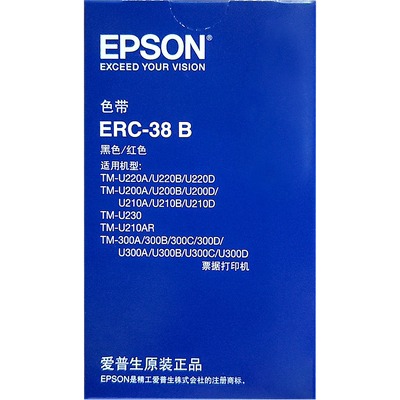 EPSON®
EXCEED YOUR VISION
色带
ERC-38 B
黑色/红色
适用机型:
TM-U220A/U220B/U220D
TM-U200A/U200B/U200D/
U210A/U210B/U210D
TM-U230
TM-U210AR
TM-300A/300B/300C/300D/
U300A/U300B/U300C/U300D
票据打印机
爱普生原装正品
EPSON是精工爱普生株式会社的注册商标。